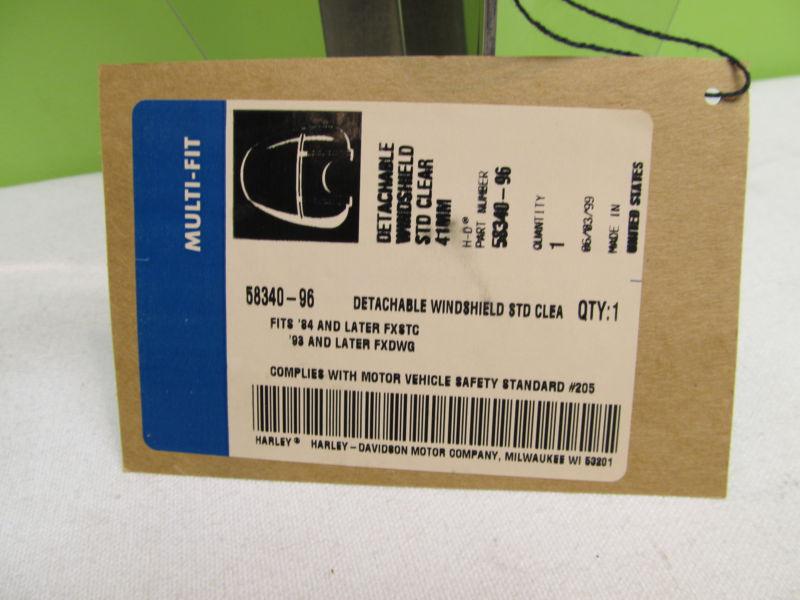 MULTI-FIT
DETACHABLE
WINDSHIELD
STD CLEAR
41MM
H-D®
PART NUMBER
58340-96
QUANTITY
1
06/03/99
MADE IN
UNITED STATES
58340-96 DETACHABLE WINDSHIELD STD CLEA QTY:1
FITS '84 AND LATER FXSTC
'93 AND LATER FXDWG
COMPLIES WITH MOTOR VEHICLE SAFETY STANDARD #205
HARLEY® HARLEY-DAVIDSON MOTOR COMPANY, MILWAUKEE WI 53201